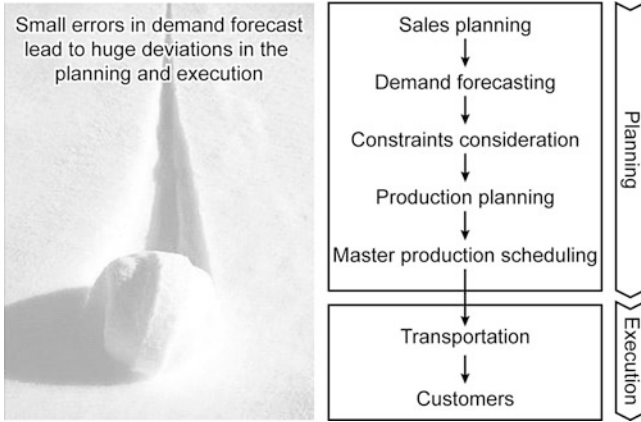 Small errors in demand forecast
lead to huge deviations in the
planning and execution
Sales planning
Demand forecasting
Constraints consideration
Production planning
Master production scheduling
Planning
Transportation
Customers
Execution